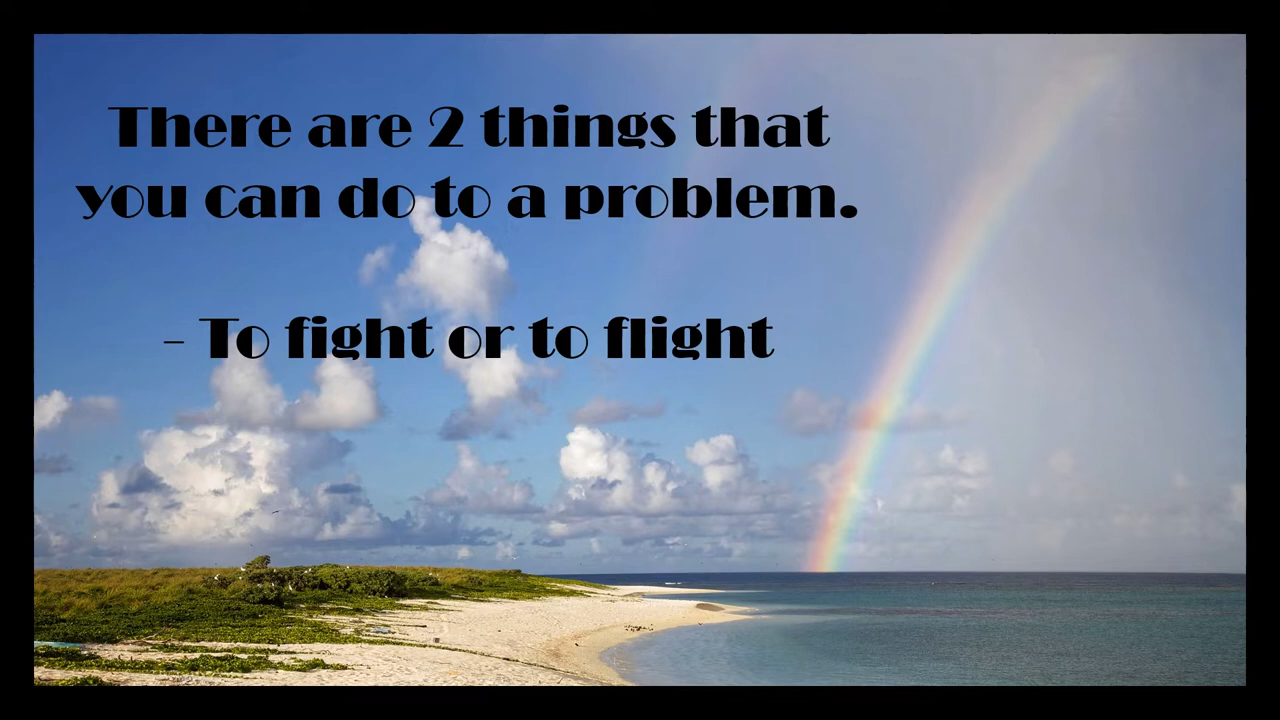 There are 2 things that
you can do to a problem.
- To fight or to flight